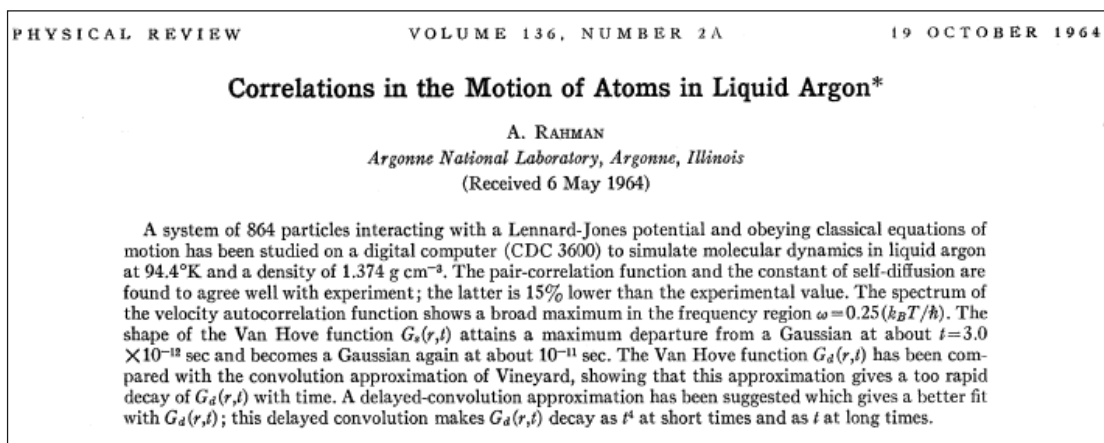 PHYSICAL REVIEW VOLUME 136, NUMBER 2A 19 OCTOBER 1964
Correlations in the Motion of Atoms in Liquid Argon*
A. RAHMAN
Argonne National Laboratory, Argonne, Illinois
(Received 6 May 1964)
A system of 864 particles interacting with a Lennard-Jones potential and obeying classical equations of
motion has been studied on a digital computer (CDC 3600) to simulate molecular dynamics in liquid argon
at 94.4°K and a density of 1.374 g cm⁻³. The pair-correlation function and the constant of self-diffusion are
found to agree well with experiment; the latter is 15% lower than the experimental value. The spectrum of
the velocity autocorrelation function shows a broad maximum in the frequency region ω=0.25(k_BT/ℏ). The
shape of the Van Hove function G_s(r,t) attains a maximum departure from a Gaussian at about t=3.0
×10⁻¹² sec and becomes a Gaussian again at about 10⁻¹¹ sec. The Van Hove function G_d(r,t) has been com-
pared with the convolution approximation of Vineyard, showing that this approximation gives a too rapid
decay of G_d(r,t) with time. A delayed-convolution approximation has been suggested which gives a better fit
with G_d(r,t); this delayed convolution makes G_d(r,t) decay as t⁴ at short times and as t at long times.